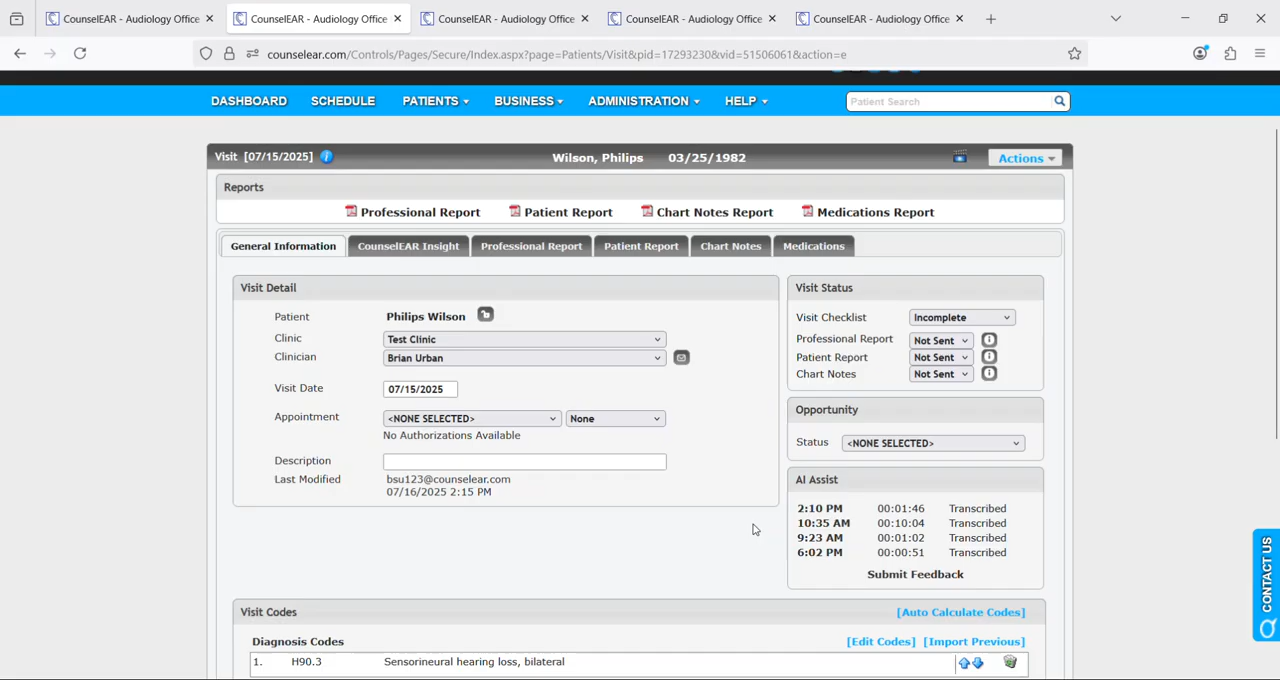 CounselEAR - Audiology Office
CounselEAR - Audiology Office
CounselEAR - Audiology Office
CounselEAR - Audiology Office
CounselEAR - Audiology Office
counselear.com/Controls/Pages/Secure/Index.aspx?page=Patients/Visit&pid=17293230&vid=51506061&action=e
DASHBOARD SCHEDULE PATIENTS BUSINESS ADMINISTRATION HELP Patient Search
Visit [07/15/2025] Wilson, Philips 03/25/1982 Actions
Reports
Professional Report Patient Report Chart Notes Report Medications Report
General Information CounselEAR Insight Professional Report Patient Report Chart Notes Medications
Visit Detail
Patient Philips Wilson
Clinic Test Clinic
Clinician Brian Urban
Visit Date 07/15/2025
Appointment <NONE SELECTED> None
No Authorizations Available
Description
Last Modified bsu123@counselear.com
07/16/2025 2:15 PM
Visit Status
Visit Checklist Incomplete
Professional Report Not Sent
Patient Report Not Sent
Chart Notes Not Sent
Opportunity
Status <NONE SELECTED>
AI Assist
2:10 PM 00:01:46 Transcribed
10:35 AM 00:10:04 Transcribed
9:23 AM 00:01:02 Transcribed
6:02 PM 00:00:51 Transcribed
Submit Feedback
CONTACT US
Visit Codes [Auto Calculate Codes]
Diagnosis Codes [Edit Codes] [Import Previous]
1. H90.3 Sensorineural hearing loss, bilateral